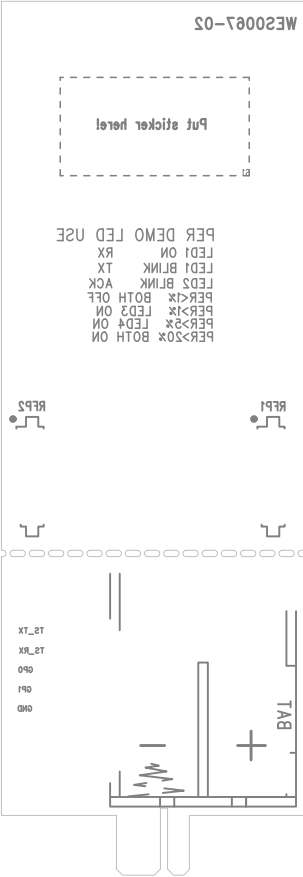 WES0067-02
Put sticker here!
PER DEMO LED USE
LED1 ON RX
LED1 BLINK TX
LED2 BLINK ACK
PER<1% BOTH OFF
PER>1% LED3 ON
PER>5% LED4 ON
PER>20% BOTH ON
RFP1 RFP2
TS_TX
TS_RX
GP0
GP1
GND
BAT
- +